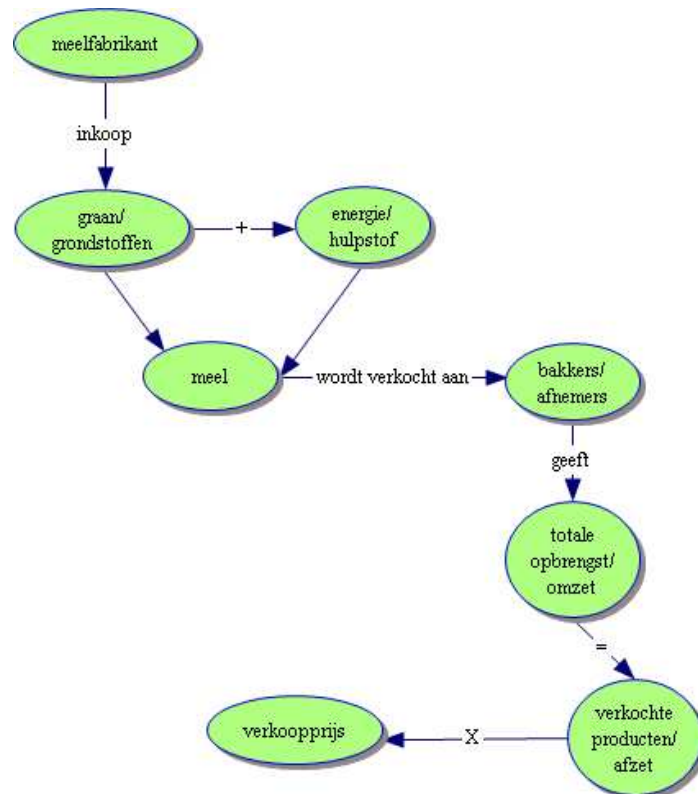 meelfabrikant
inkoop
graan/
grondstoffen
+
energie/
hulpstof
meel
wordt verkocht aan
bakkers/
afnemers
geeft
totale
opbrengst/
omzet
=
verkochte
producten/
afzet
X
verkoopprijs